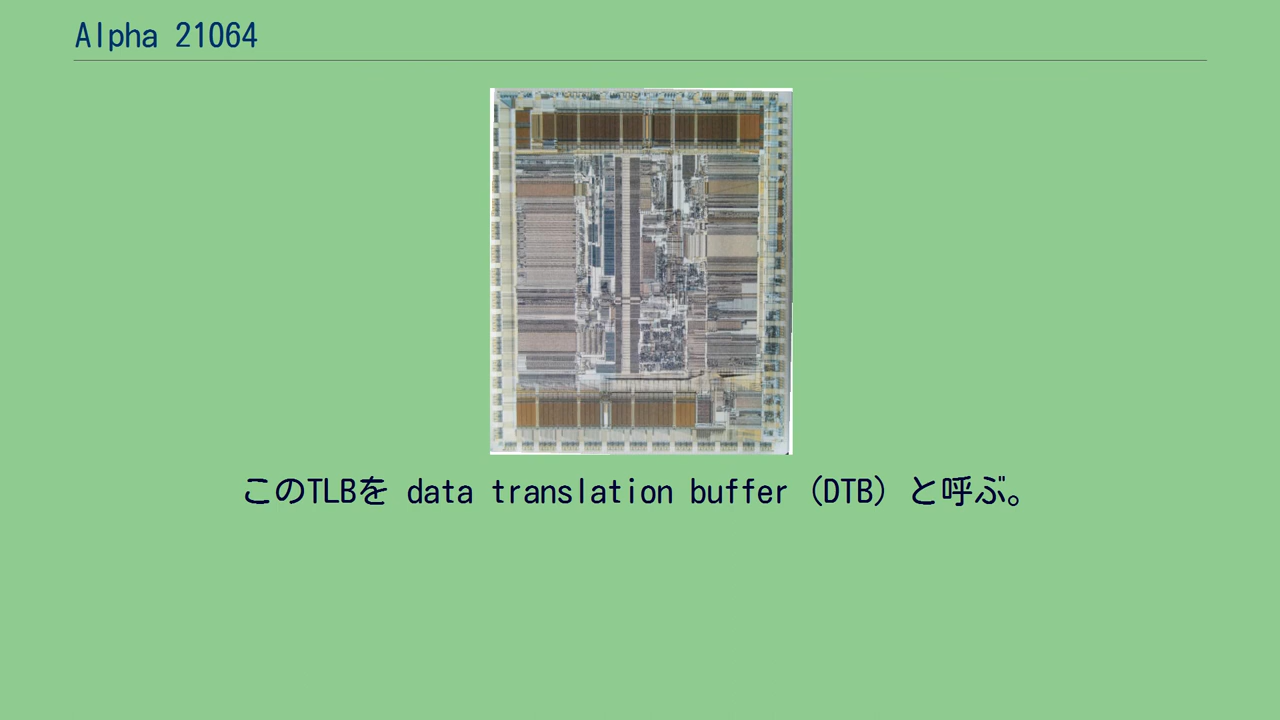 Alpha 21064
このTLBを data translation buffer (DTB) と呼ぶ。